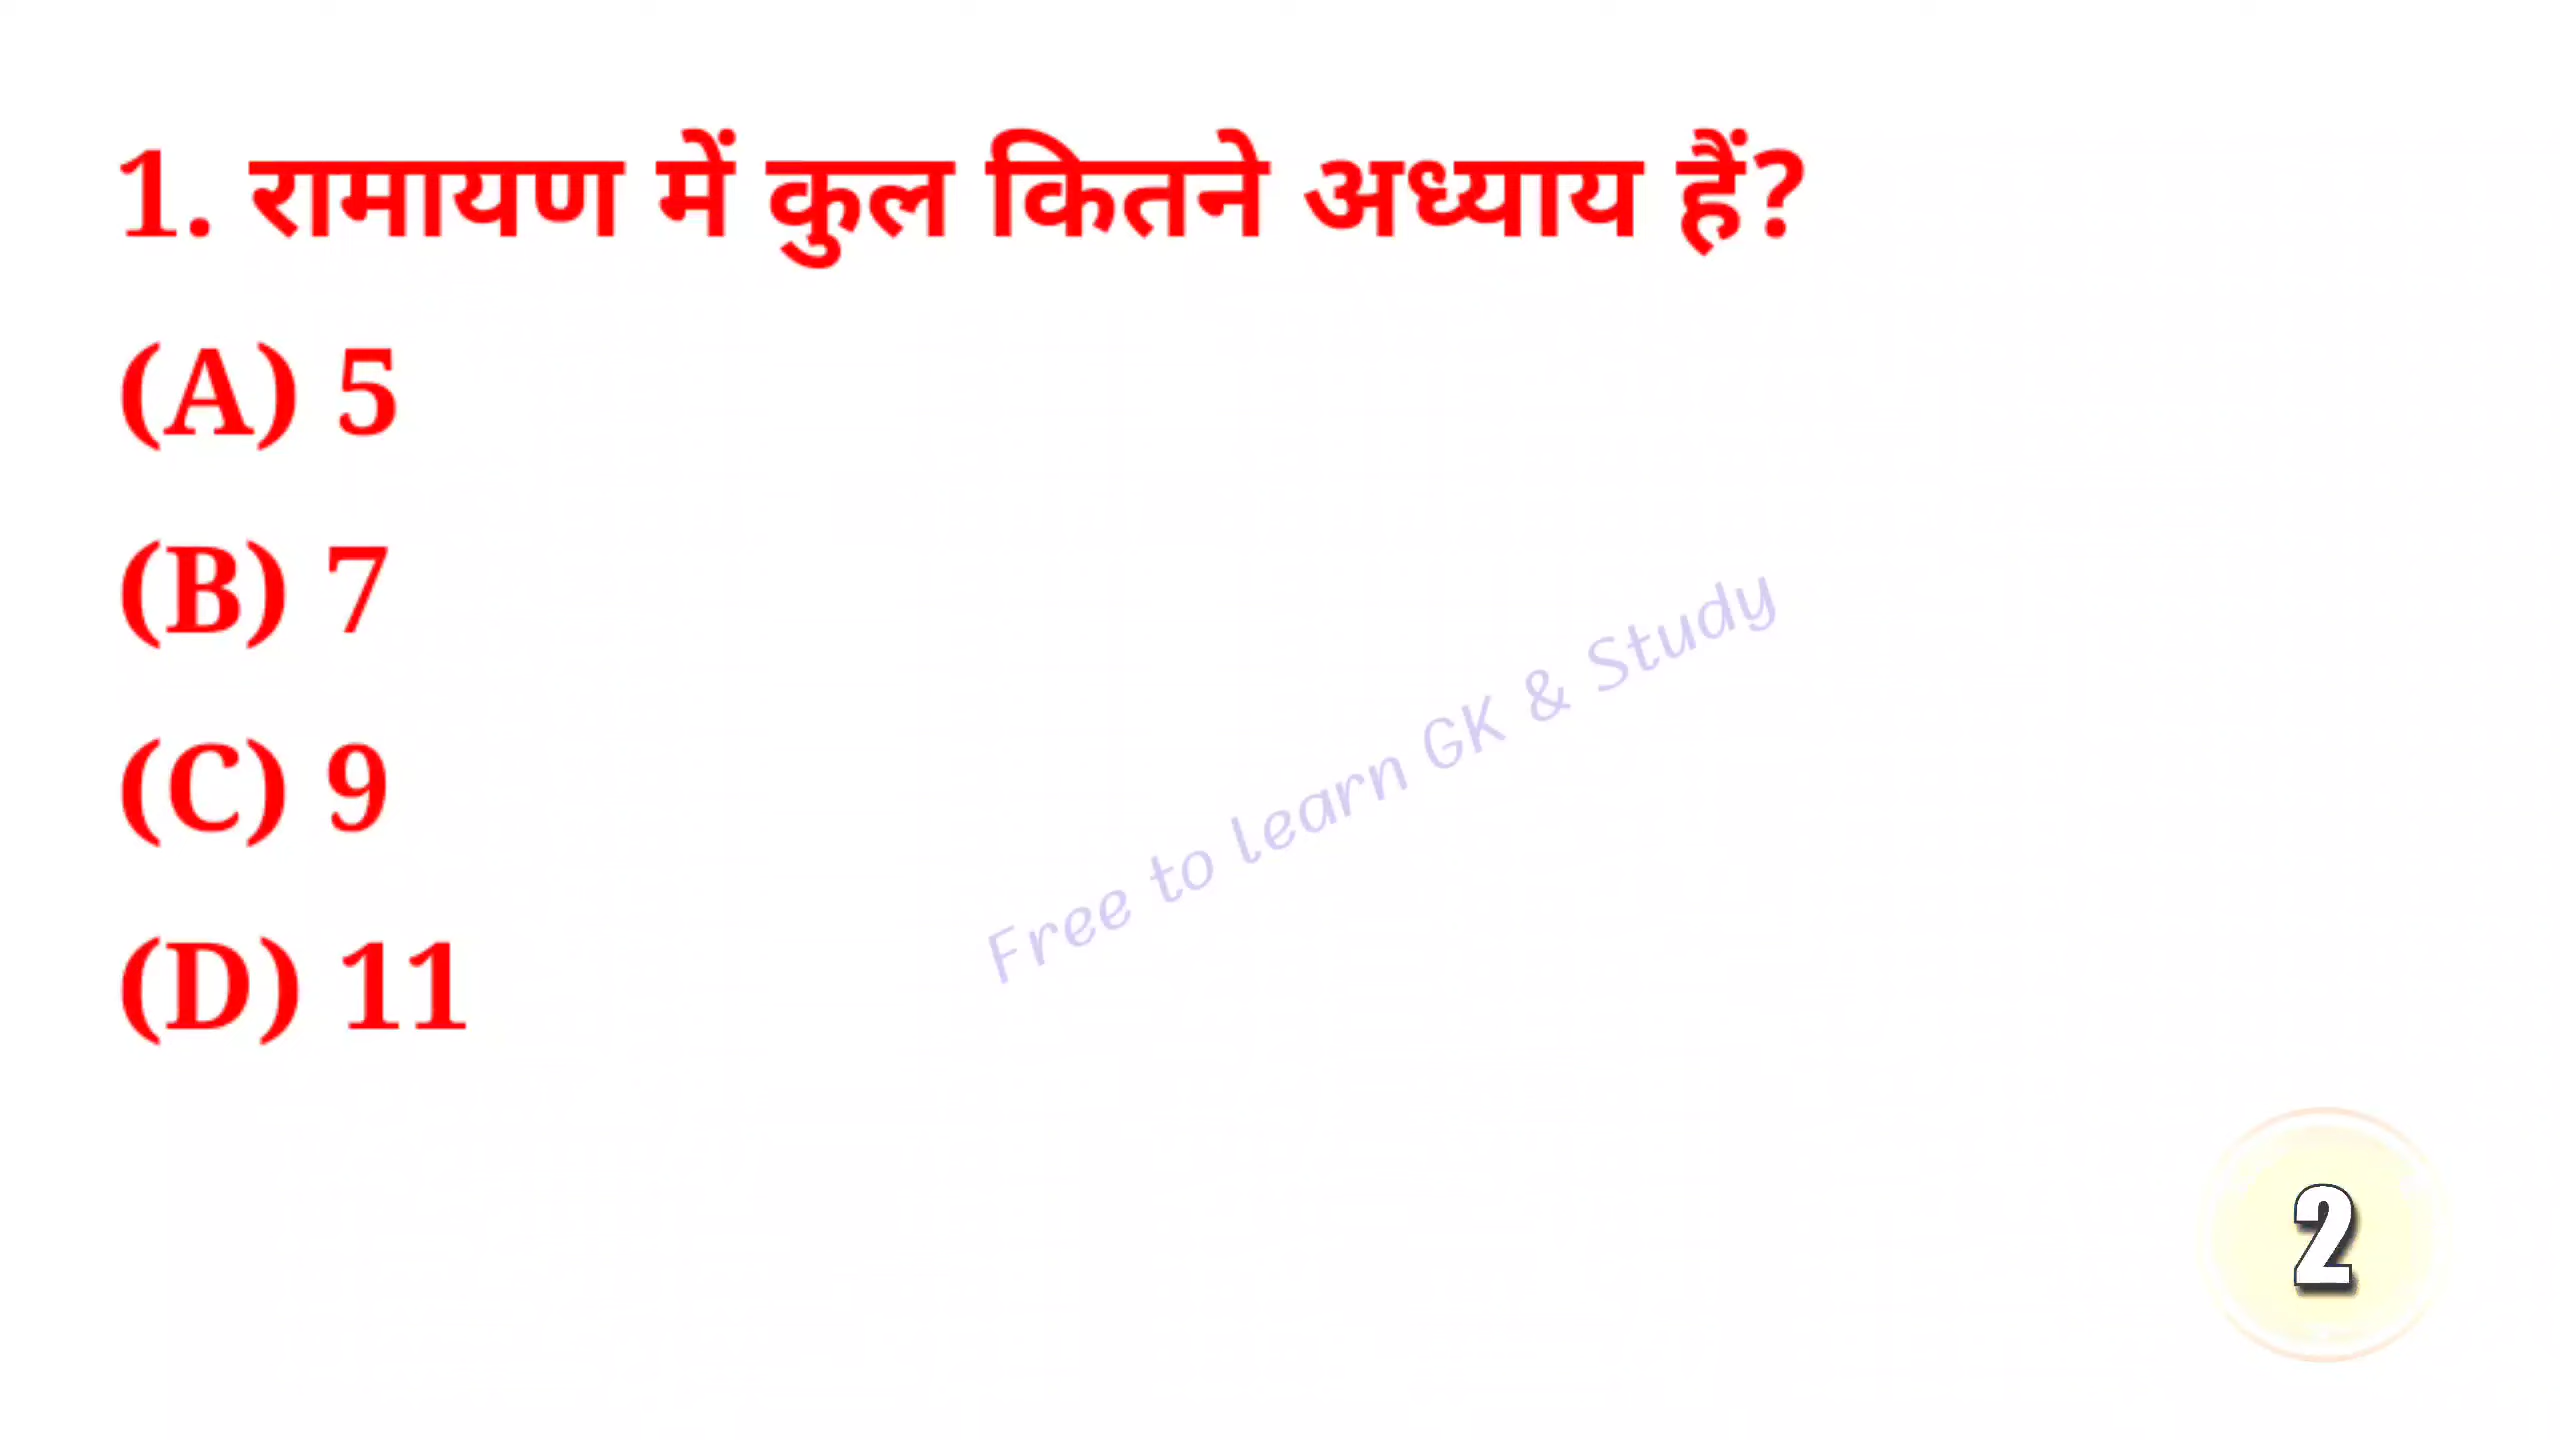 1. रामायण में कुल कितने अध्याय हैं?
(A) 5
(B) 7
(C) 9
(D) 11
Free to learn GK & Study
2